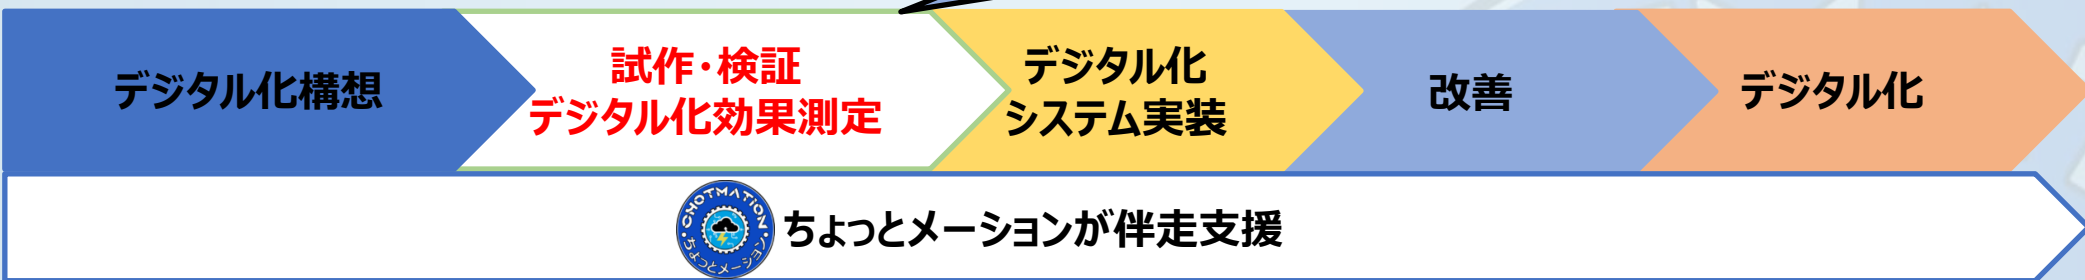 デジタル化構想
試作・検証
デジタル化効果測定
デジタル化
システム実装
改善
デジタル化
CHOTMATION
ちょっとメーション
ちょっとメーションが伴走支援